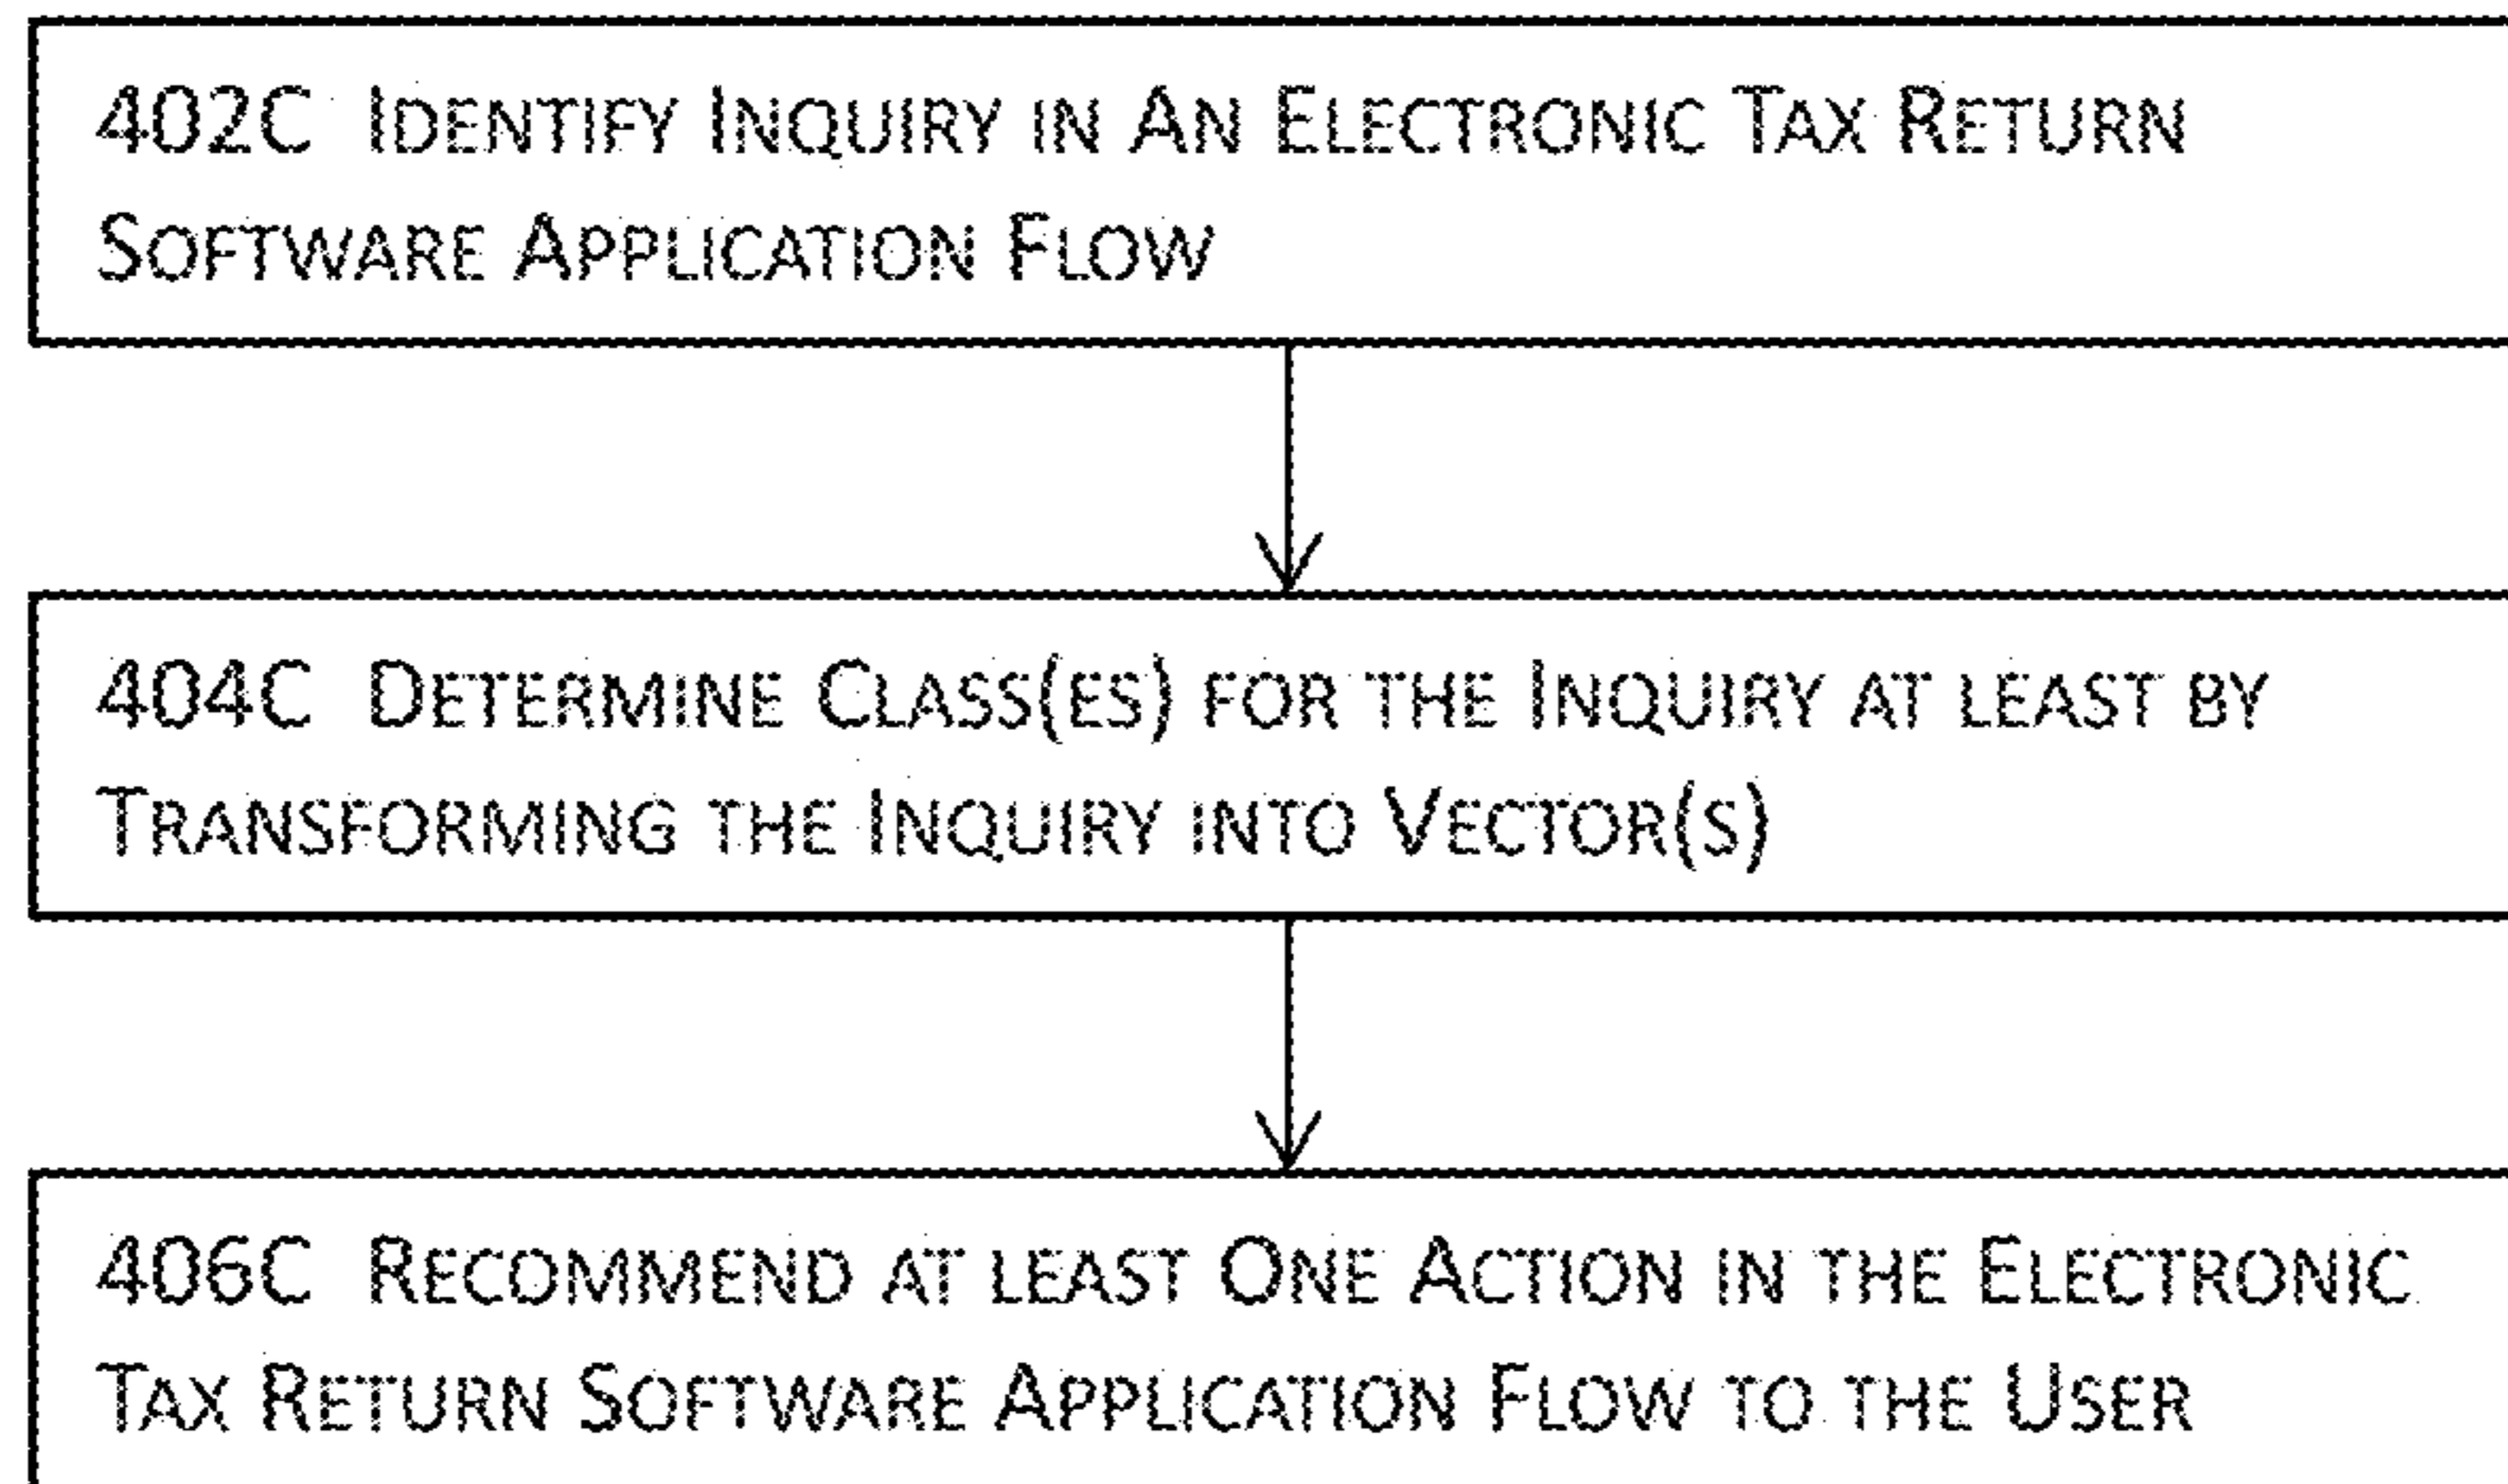 402C Identify Inquiry in An Electronic Tax Return
Software Application Flow
404C Determine Class(es) for the Inquiry at least by
Transforming the Inquiry into Vector(s)
406C Recommend at least One Action in the Electronic
Tax Return Software Application Flow to the User